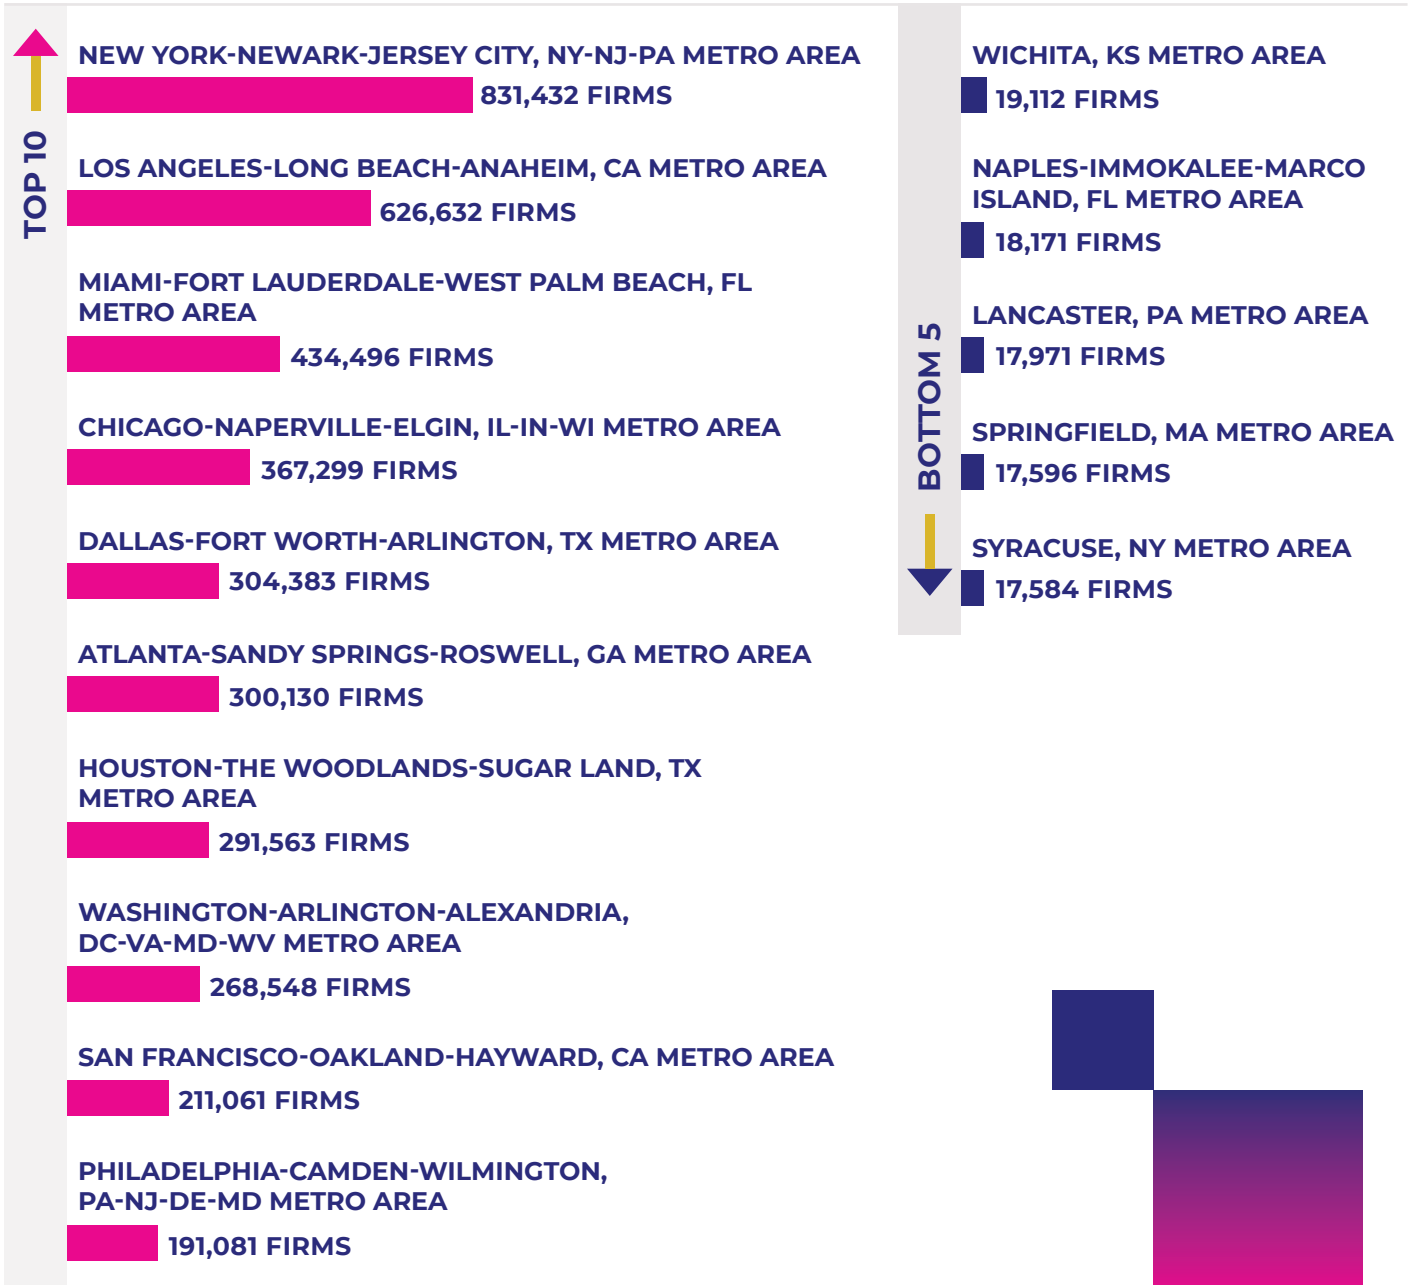 TOP 10
NEW YORK-NEWARK-JERSEY CITY, NY-NJ-PA METRO AREA
831,432 FIRMS
LOS ANGELES-LONG BEACH-ANAHEIM, CA METRO AREA
626,632 FIRMS
MIAMI-FORT LAUDERDALE-WEST PALM BEACH, FL
METRO AREA
434,496 FIRMS
CHICAGO-NAPERVILLE-ELGIN, IL-IN-WI METRO AREA
367,299 FIRMS
DALLAS-FORT WORTH-ARLINGTON, TX METRO AREA
304,383 FIRMS
ATLANTA-SANDY SPRINGS-ROSWELL, GA METRO AREA
300,130 FIRMS
HOUSTON-THE WOODLANDS-SUGAR LAND, TX
METRO AREA
291,563 FIRMS
WASHINGTON-ARLINGTON-ALEXANDRIA,
DC-VA-MD-WV METRO AREA
268,548 FIRMS
SAN FRANCISCO-OAKLAND-HAYWARD, CA METRO AREA
211,061 FIRMS
PHILADELPHIA-CAMDEN-WILMINGTON,
PA-NJ-DE-MD METRO AREA
191,081 FIRMS
BOTTOM 5
WICHITA, KS METRO AREA
19,112 FIRMS
NAPLES-IMMOKALEE-MARCO
ISLAND, FL METRO AREA
18,171 FIRMS
LANCASTER, PA METRO AREA
17,971 FIRMS
SPRINGFIELD, MA METRO AREA
17,596 FIRMS
SYRACUSE, NY METRO AREA
17,584 FIRMS